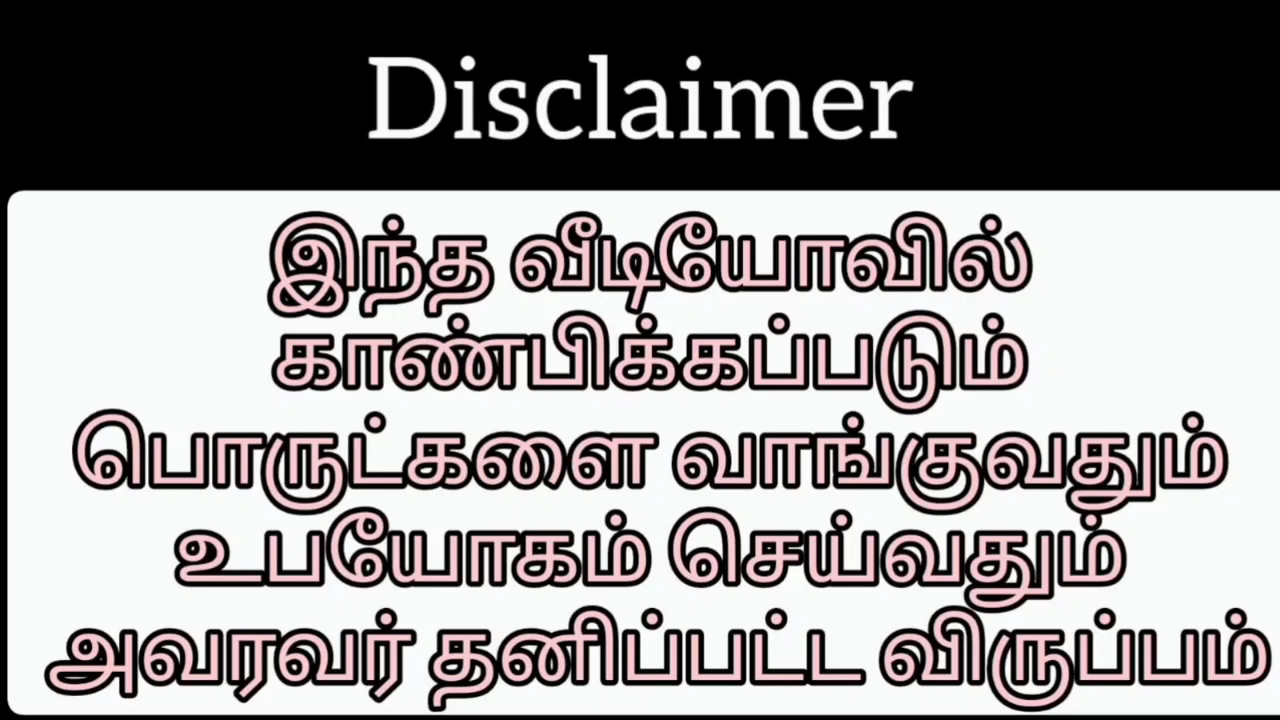 Disclaimer
இந்த வீடியோவில்
காண்பிக்கப்படும்
பொருட்களை வாங்குவதும்
உபயோகம் செய்வதும்
அவரவர் தனிப்பட்ட விருப்பம்